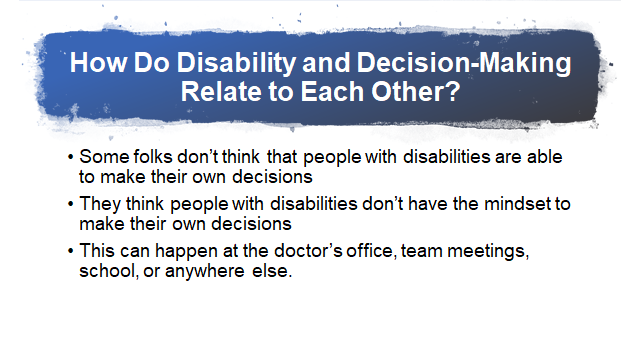 How Do Disability and Decision-Making
Relate to Each Other?
• Some folks don’t think that people with disabilities are able
to make their own decisions
• They think people with disabilities don’t have the mindset to
make their own decisions
• This can happen at the doctor’s office, team meetings,
school, or anywhere else.